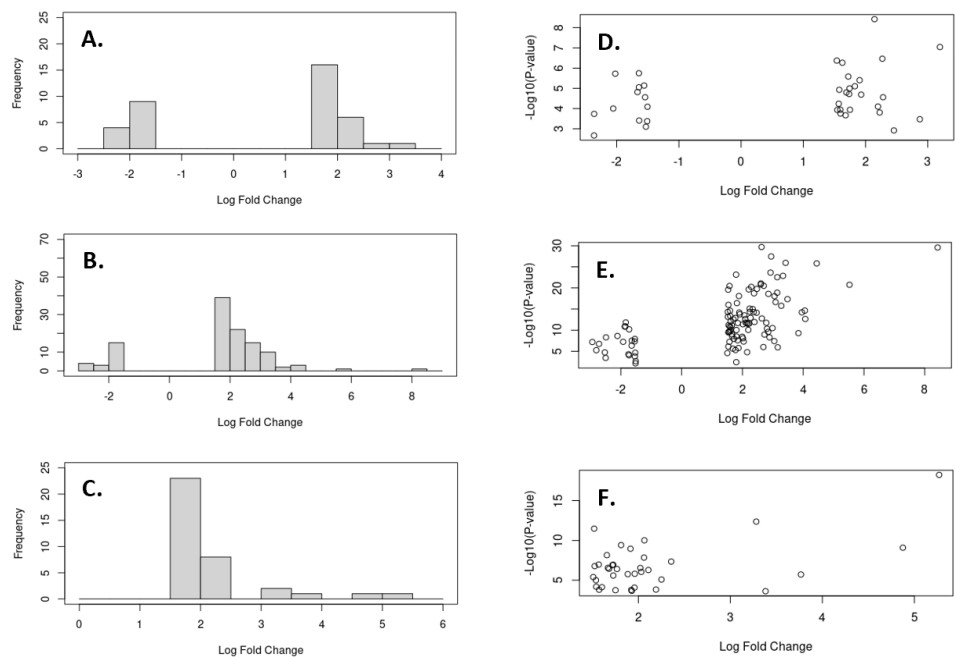 A.
Frequency
0 5 10 15 20 25
-3 -2 -1 0 1 2 3 4
Log Fold Change
D.
-Log10(P-value)
3 4 5 6 7 8
-2 -1 0 1 2 3
Log Fold Change
B.
Frequency
0 10 30 50 70
-2 0 2 4 6 8
Log Fold Change
E.
-Log10(P-value)
5 10 20 30
-2 0 2 4 6 8
Log Fold Change
C.
Frequency
0 5 10 15 20 25
0 1 2 3 4 5 6
Log Fold Change
F.
-Log10(P-value)
5 10 15
2 3 4 5
Log Fold Change